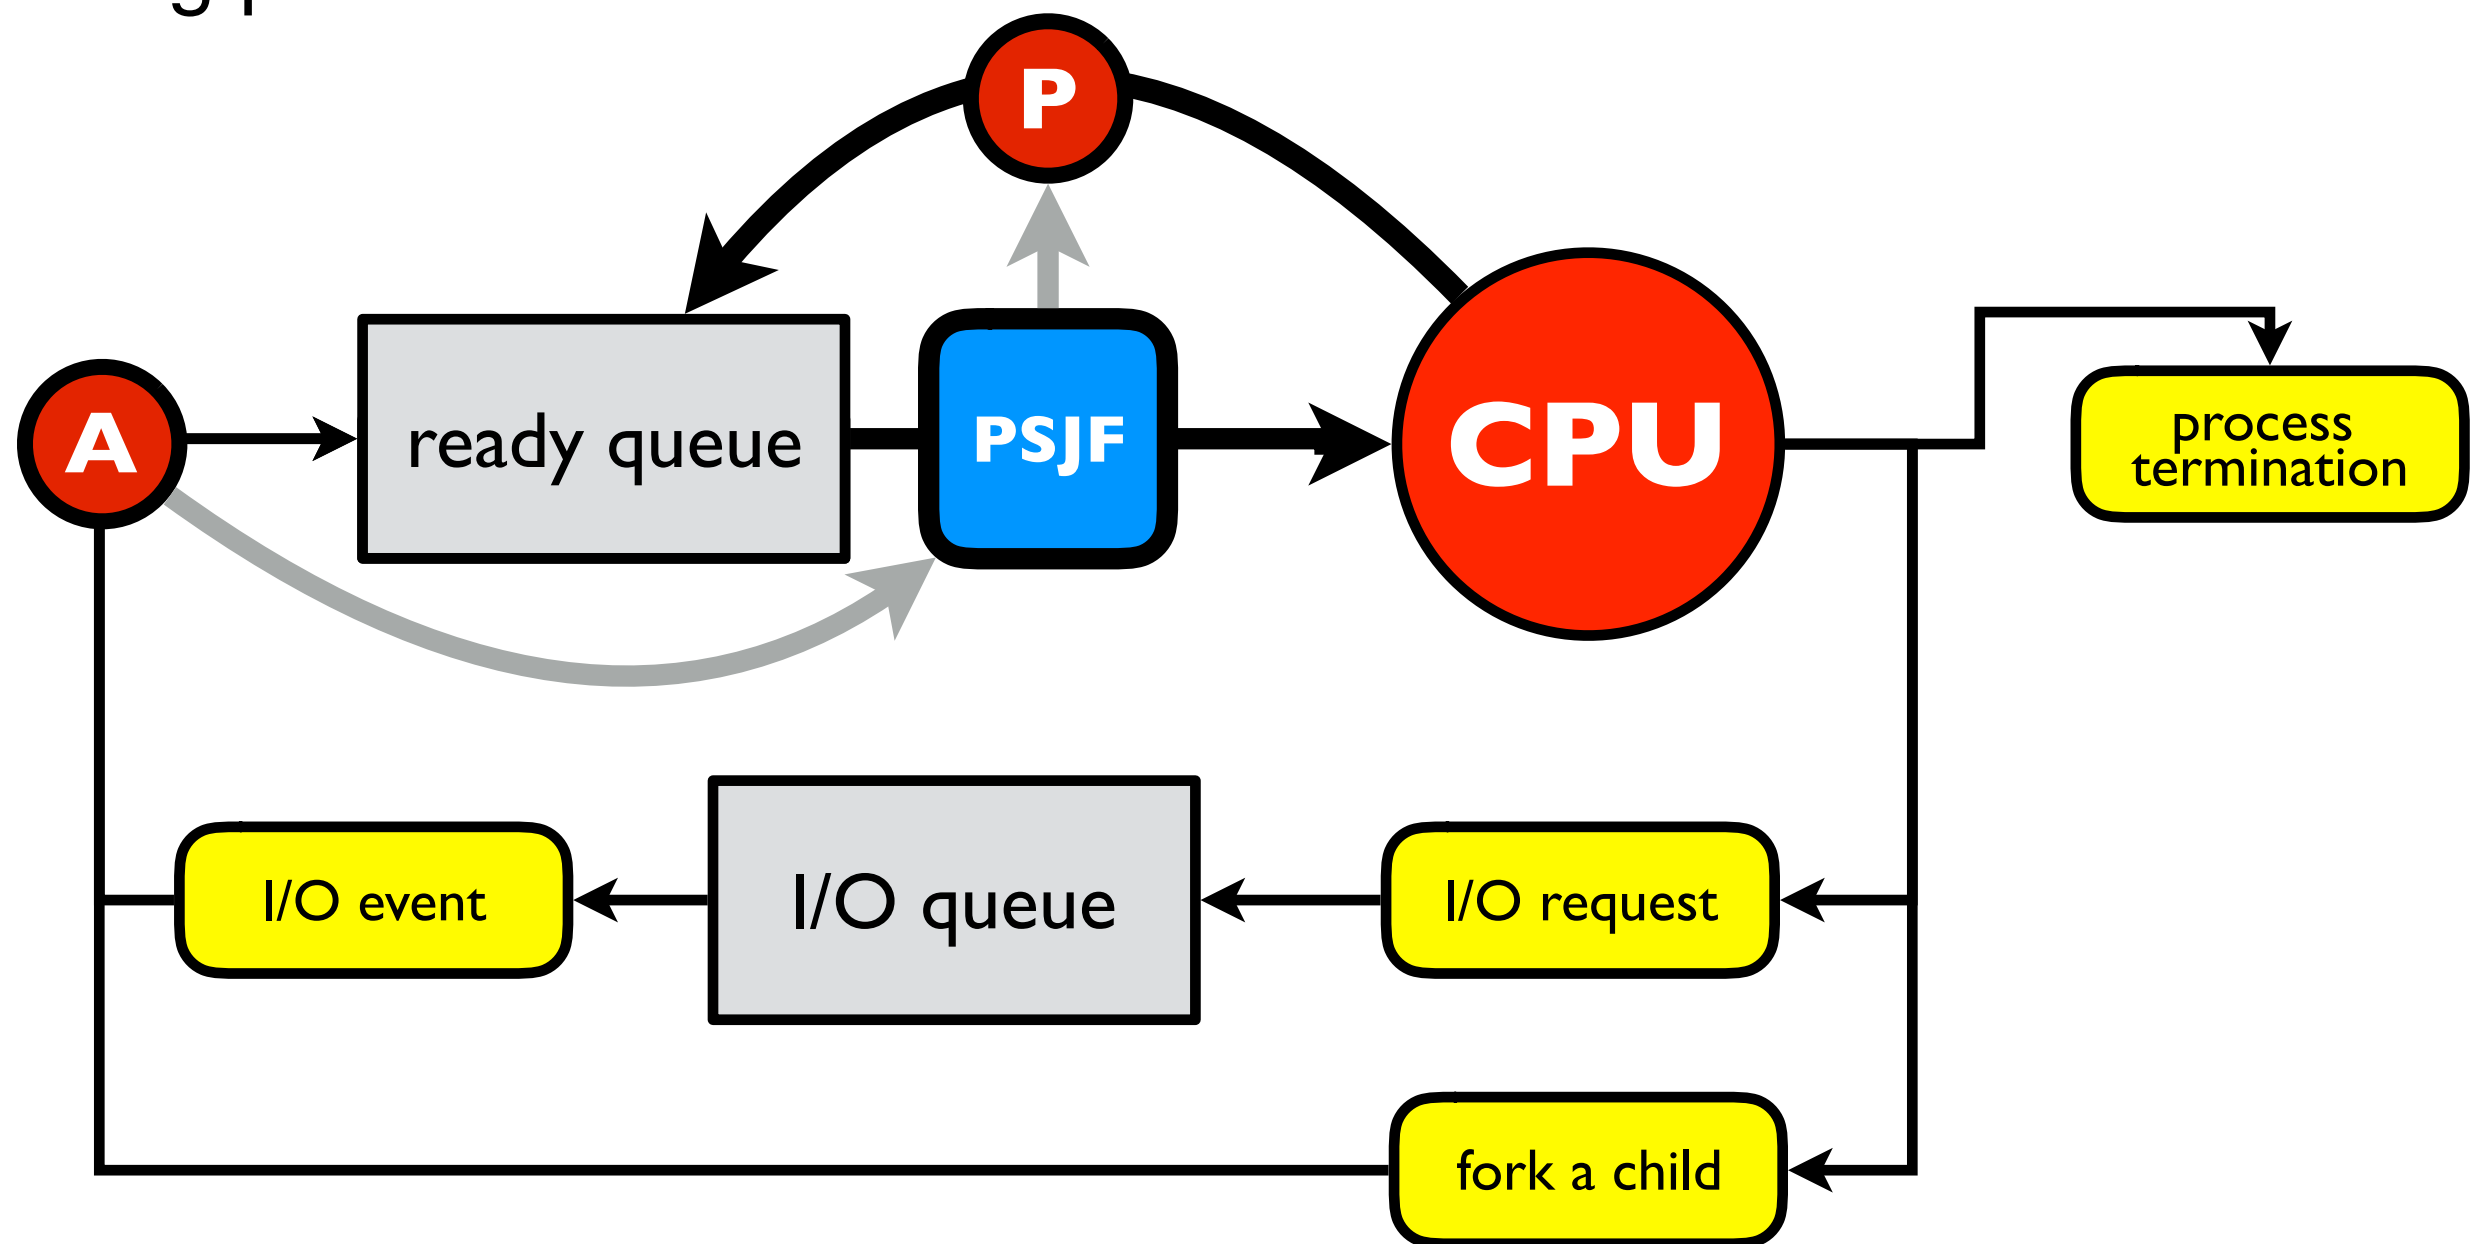 P
A
ready queue
PSJF
CPU
process
termination
I/O event
I/O queue
I/O request
fork a child